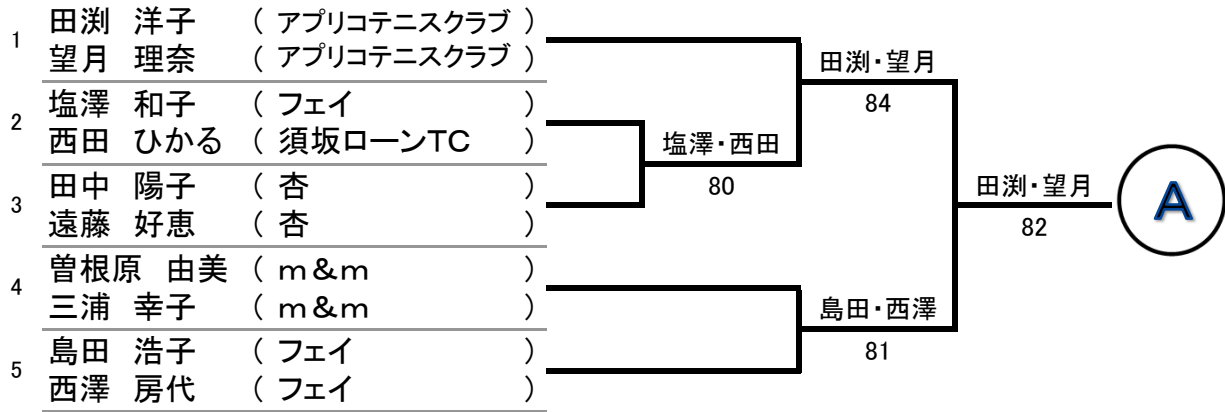 1 田渕 洋子 ( アプリコテニスクラブ )
望月 理奈 ( アプリコテニスクラブ )
2 塩澤 和子 ( フェイ )
西田 ひかる ( 須坂ローンTC )
3 田中 陽子 ( 杏 )
遠藤 好恵 ( 杏 )
4 曽根原 由美 ( m&m )
三浦 幸子 ( m&m )
5 島田 浩子 ( フェイ )
西澤 房代 ( フェイ )
塩澤・西田
80
田渕・望月
84
島田・西澤
81
田渕・望月
82
A